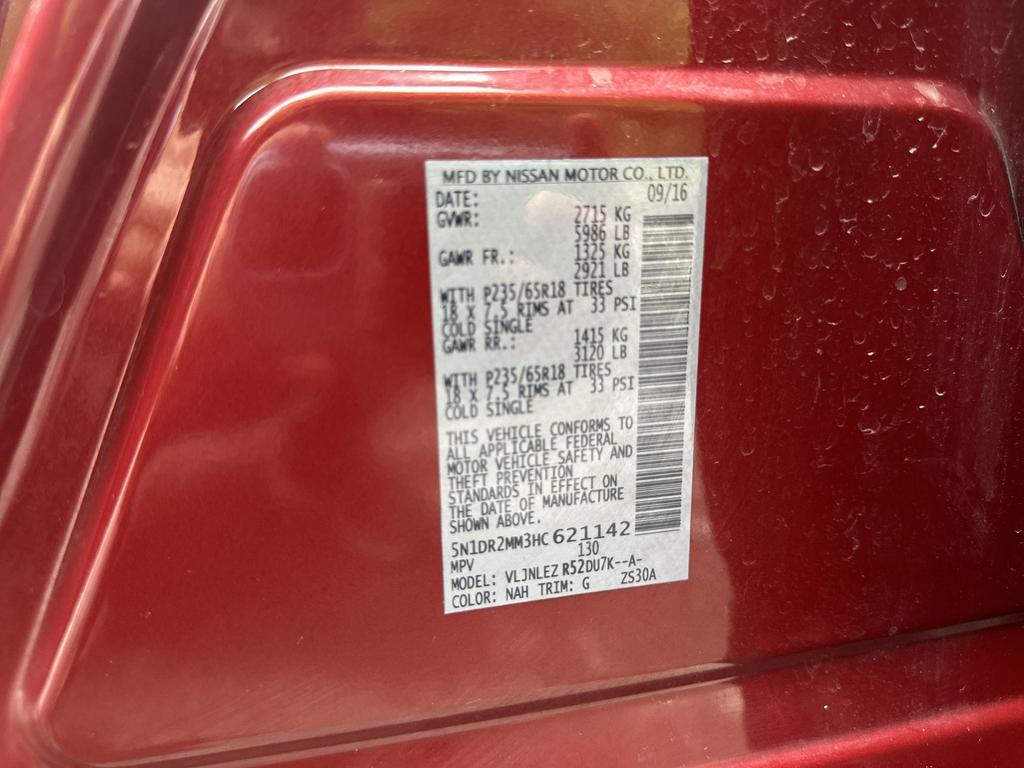 MFD BY NISSAN MOTOR CO., LTD.
DATE: 09/16
GVWR: 2715 KG
5986 LB
GAWR FR.: 1325 KG
2921 LB
WITH P235/65R18 TIRES
18 X 7.5 RIMS AT 33 PSI
COLD SINGLE
GAWR RR.: 1415 KG
3120 LB
WITH P235/65R18 TIRES
18 X 7.5 RIMS AT 33 PSI
COLD SINGLE
THIS VEHICLE CONFORMS TO
ALL APPLICABLE FEDERAL
MOTOR VEHICLE SAFETY AND
THEFT PREVENTION
STANDARDS IN EFFECT ON
THE DATE OF MANUFACTURE
SHOWN ABOVE.
5N1DR2MM3HC 621142
MPV 130
MODEL: VLJNLEZ R52DU7K--A-
COLOR: NAH TRIM: G ZS30A